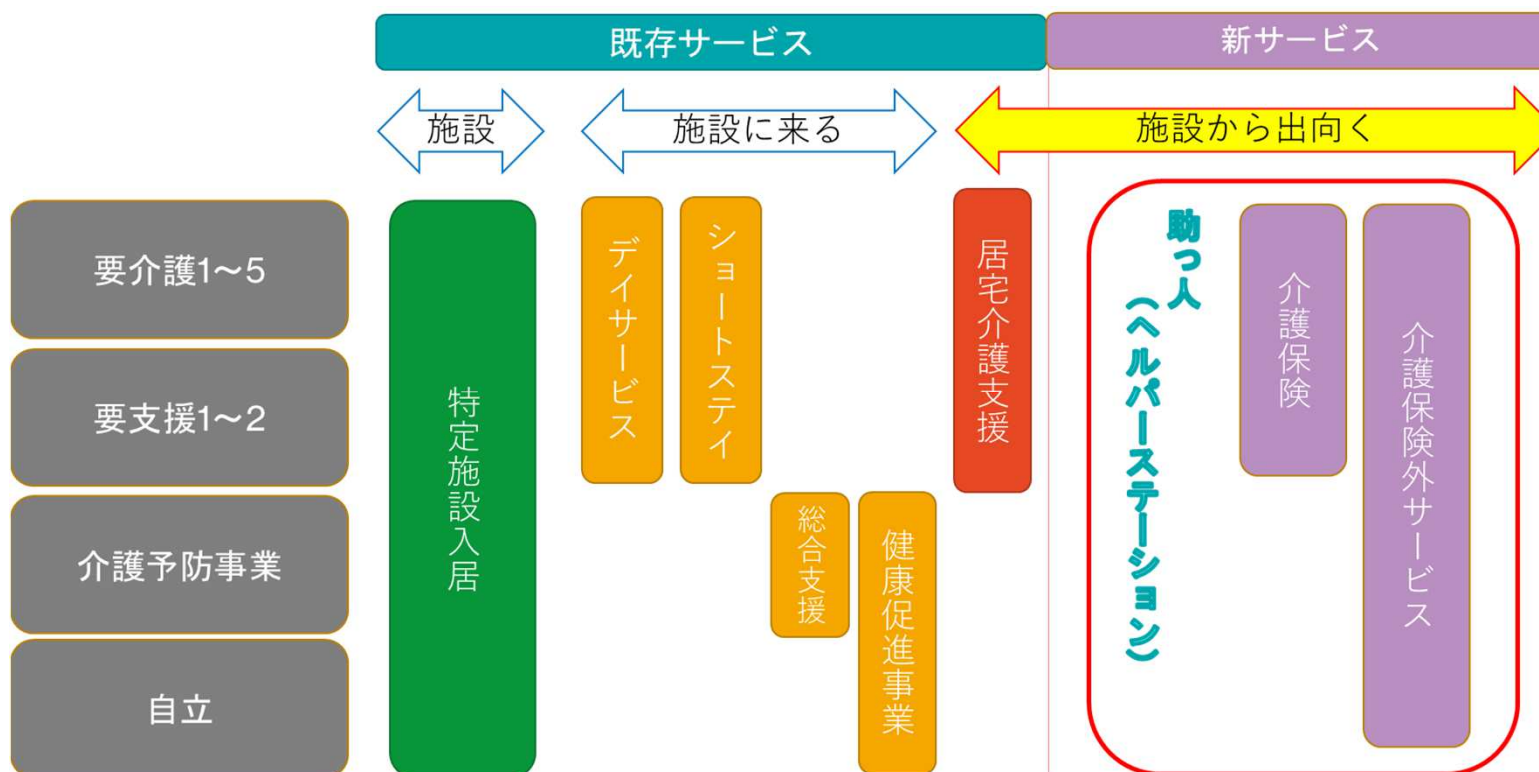 既存サービス
新サービス
施設
施設に来る
施設から出向く
要介護1～5
要支援1～2
介護予防事業
自立
特定施設入居
デイサービス
ショートステイ
総合支援
健康促進事業
居宅介護支援
助っ人
（ヘルパーステーション）
介護保険
介護保険外サービス